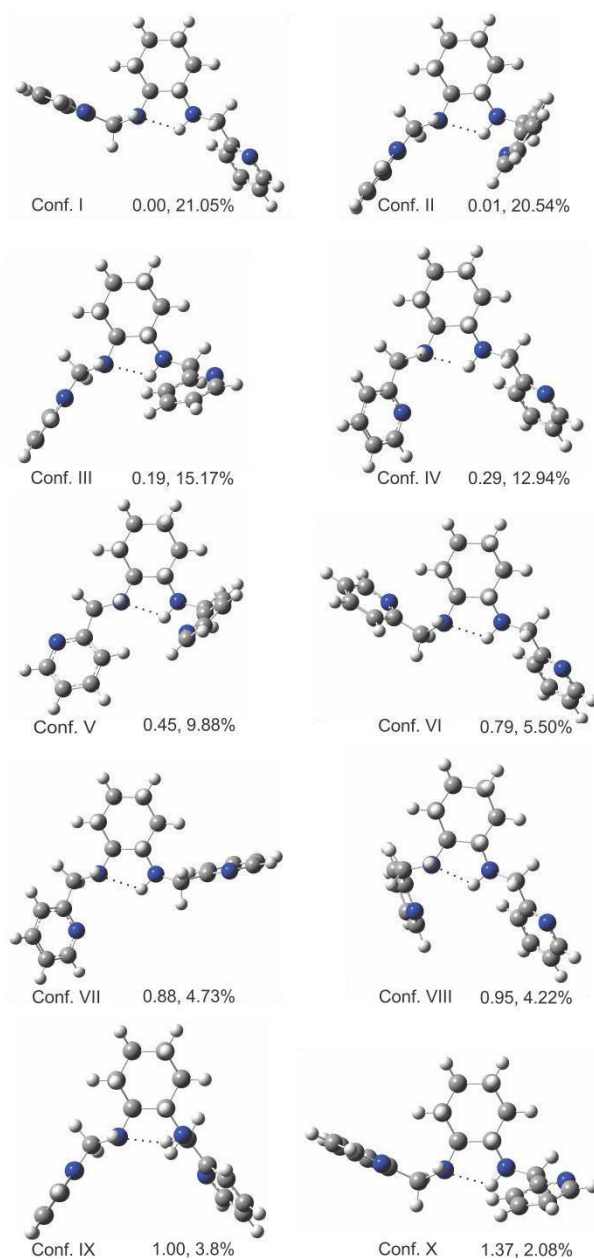 Conf. I 0.00, 21.05%
Conf. II 0.01, 20.54%
Conf. III 0.19, 15.17%
Conf. IV 0.29, 12.94%
Conf. V 0.45, 9.88%
Conf. VI 0.79, 5.50%
Conf. VII 0.88, 4.73%
Conf. VIII 0.95, 4.22%
Conf. IX 1.00, 3.8%
Conf. X 1.37, 2.08%